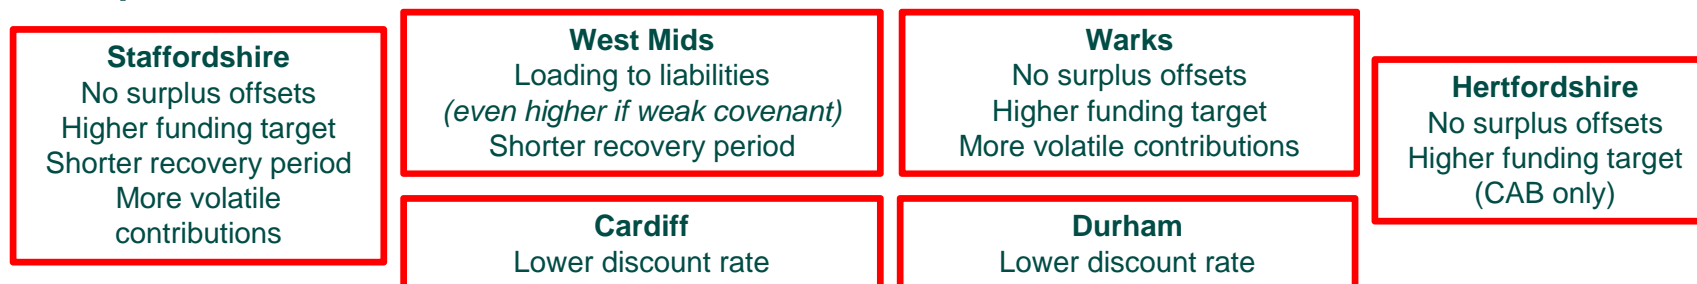 Staffordshire
No surplus offsets
Higher funding target
Shorter recovery period
More volatile
contributions
West Mids
Loading to liabilities
(even higher if weak covenant)
Shorter recovery period
Warks
No surplus offsets
Higher funding target
More volatile contributions
Hertfordshire
No surplus offsets
Higher funding target
(CAB only)
Cardiff
Lower discount rate
Durham
Lower discount rate